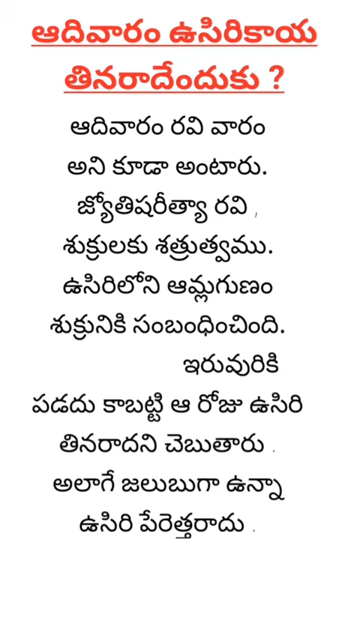 ఆదివారం ఉసిరికాయ
తినరాదేందుకు ?
ఆదివారం రవి వారం
అని కూడా అంటారు.
జ్యోతిషరీత్యా రవి ,
శుక్రులకు శత్రుత్వము.
ఉసిరిలోని ఆమ్లగుణం
శుక్రునికి సంబంధించింది.
ఇరువురికి
పడదు కాబట్టి ఆ రోజు ఉసిరి
తినరాదని చెబుతారు .
అలాగే జలుబుగా ఉన్నా
ఉసిరి పేరెత్తరాదు .